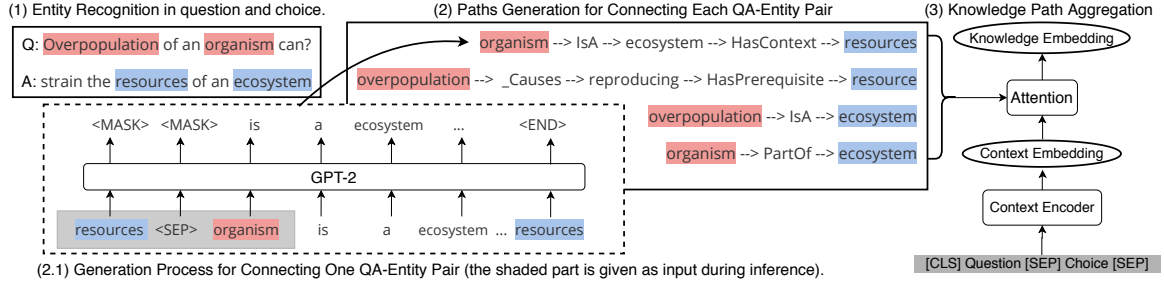 (1) Entity Recognition in question and choice.
Q: Overpopulation of an organism can?
A: strain the resources of an ecosystem
(2) Paths Generation for Connecting Each QA-Entity Pair
organism --> IsA --> ecosystem --> HasContext --> resources
overpopulation --> _Causes --> reproducing --> HasPrerequisite --> resource
overpopulation --> IsA --> ecosystem
organism --> PartOf --> ecosystem
<MASK> <MASK> is a ecosystem ... <END>
GPT-2
resources <SEP> organism is a ecosystem ... resources
(2.1) Generation Process for Connecting One QA-Entity Pair (the shaded part is given as input during inference).
(3) Knowledge Path Aggregation
Knowledge Embedding
Attention
Context Embedding
Context Encoder
[CLS] Question [SEP] Choice [SEP]